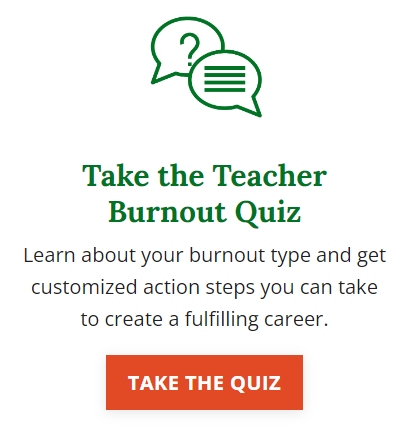 ?
Take the Teacher
Burnout Quiz
Learn about your burnout type and get
customized action steps you can take
to create a fulfilling career.
TAKE THE QUIZ